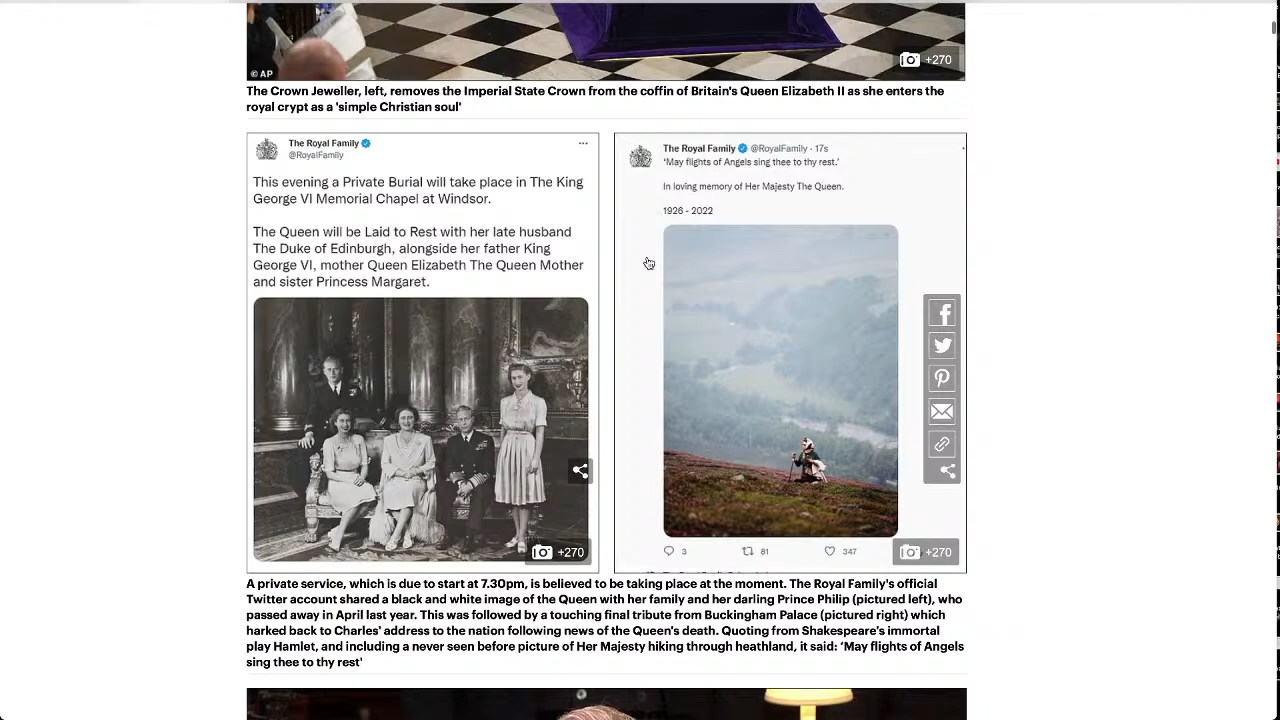 © AP
+270
The Crown Jeweller, left, removes the Imperial State Crown from the coffin of Britain's Queen Elizabeth II as she enters the
royal crypt as a 'simple Christian soul'
The Royal Family
@RoyalFamily
This evening a Private Burial will take place in The King
George VI Memorial Chapel at Windsor.
The Queen will be Laid to Rest with her late husband
The Duke of Edinburgh, alongside her father King
George VI, mother Queen Elizabeth The Queen Mother
and sister Princess Margaret.
+270
The Royal Family @RoyalFamily · 17s
‘May flights of Angels sing thee to thy rest.’
In loving memory of Her Majesty The Queen.
1926 - 2022
3 81 347
+270
A private service, which is due to start at 7.30pm, is believed to be taking place at the moment. The Royal Family's official
Twitter account shared a black and white image of the Queen with her family and her darling Prince Philip (pictured left), who
passed away in April last year. This was followed by a touching final tribute from Buckingham Palace (pictured right) which
harked back to Charles' address to the nation following news of the Queen's death. Quoting from Shakespeare's immortal
play Hamlet, and including a never seen before picture of Her Majesty hiking through heathland, it said: ‘May flights of Angels
sing thee to thy rest'